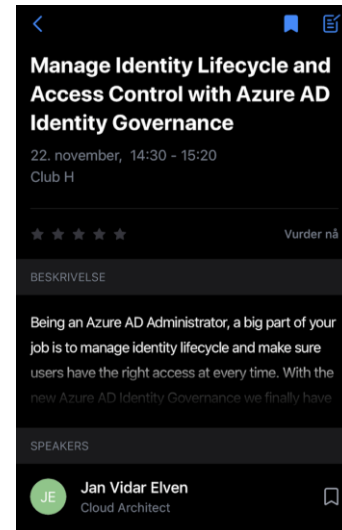 Manage Identity Lifecycle and
Access Control with Azure AD
Identity Governance
22. november, 14:30 - 15:20
Club H
Vurder nå
BESKRIVELSE
Being an Azure AD Administrator, a big part of your
job is to manage identity lifecycle and make sure
users have the right access at every time. With the
new Azure AD Identity Governance we finally have
SPEAKERS
JE
Jan Vidar Elven
Cloud Architect